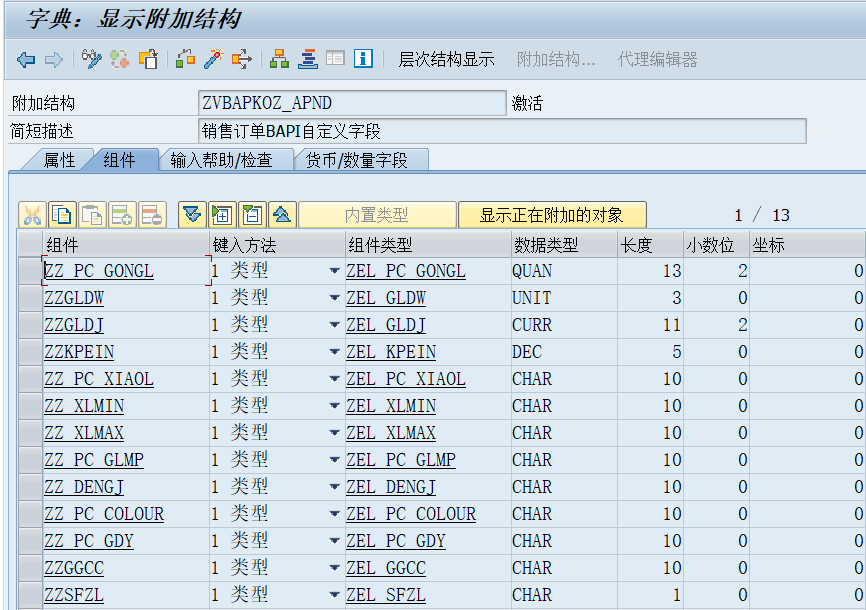 字典: 显示附加结构
层次结构显示 附加结构... 代理编辑器
附加结构 ZVBAPKOZ_APND 激活
简短描述 销售订单BAPI自定义字段
属性 组件 输入帮助/检查 货币/数量字段
内置类型 显示正在附加的对象 1 / 13
组件 键入方法 组件类型 数据类型 长度 小数位 坐标
ZZ_PC_GONGL 1 类型 ZEL_PC_GONGL QUAN 13 2 0
ZZGLDW 1 类型 ZEL_GLDW UNIT 3 0 0
ZZGLDJ 1 类型 ZEL_GLDJ CURR 11 2 0
ZZKPEIN 1 类型 ZEL_KPEIN DEC 5 0 0
ZZ_PC_XIAOL 1 类型 ZEL_PC_XIAOL CHAR 10 0 0
ZZ_XLMIN 1 类型 ZEL_XLMIN CHAR 10 0 0
ZZ_XLMAX 1 类型 ZEL_XLMAX CHAR 10 0 0
ZZ_PC_GLMP 1 类型 ZEL_PC_GLMP CHAR 10 0 0
ZZ_DENGJ 1 类型 ZEL_DENGJ CHAR 10 0 0
ZZ_PC_COLOUR 1 类型 ZEL_PC_COLOUR CHAR 10 0 0
ZZ_PC_GDY 1 类型 ZEL_PC_GDY CHAR 10 0 0
ZZGGCC 1 类型 ZEL_GGCC CHAR 10 0 0
ZZSFZL 1 类型 ZEL_SFZL CHAR 1 0 0